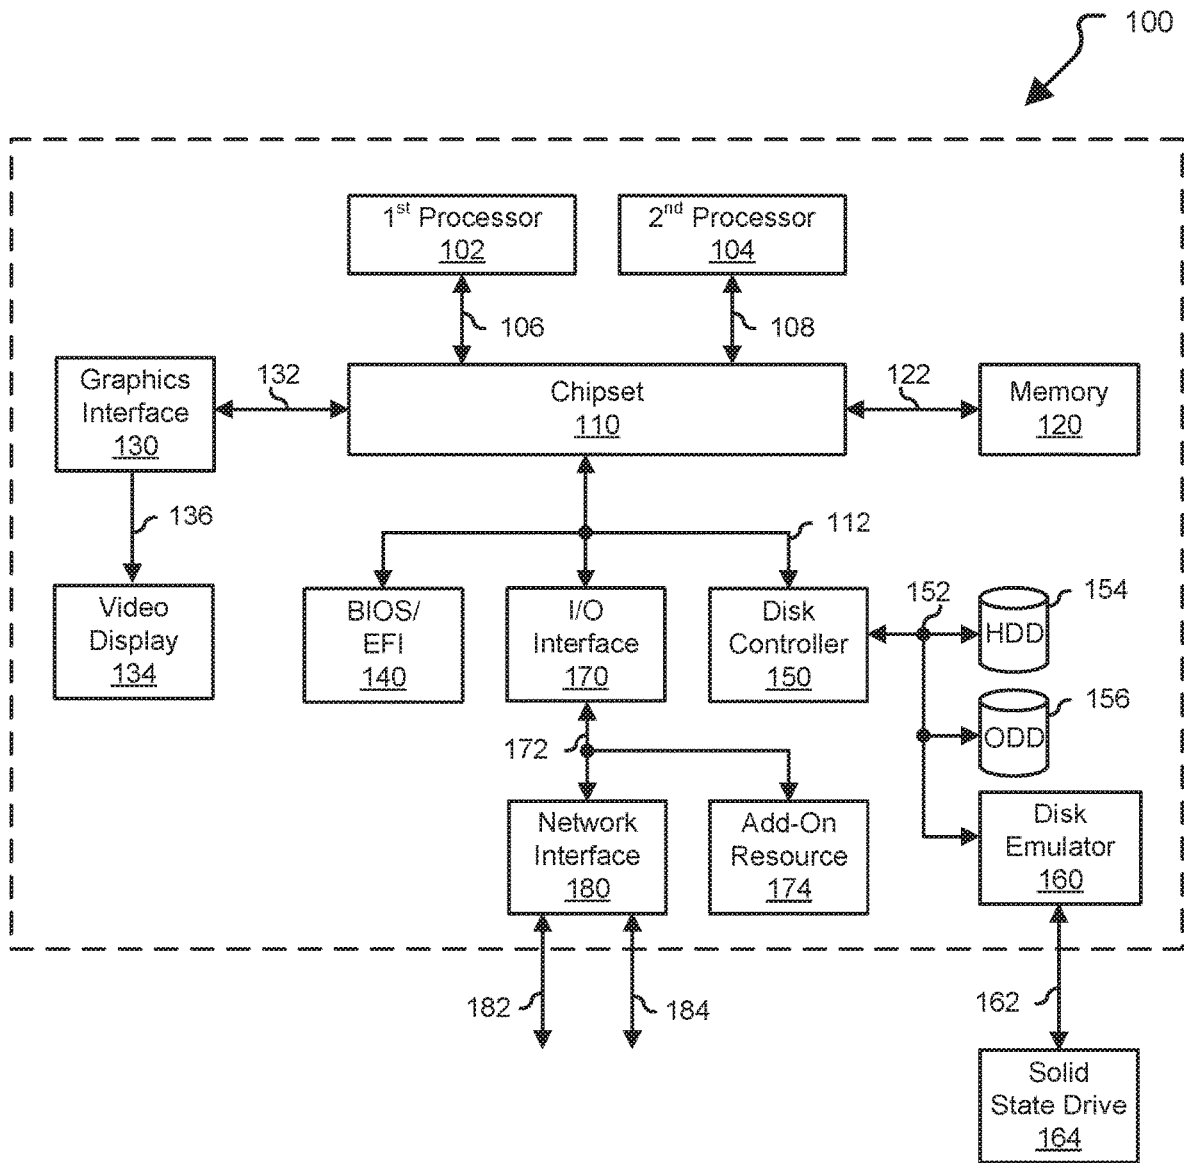 100
1st Processor
102
2nd Processor
104
106
108
Graphics
Interface
130
132
Chipset
110
122
Memory
120
136
112
Video
Display
134
BIOS/
EFI
140
I/O
Interface
170
Disk
Controller
150
152
HDD
154
ODD
156
172
Network
Interface
180
Add-On
Resource
174
Disk
Emulator
160
182
184
162
Solid
State Drive
164